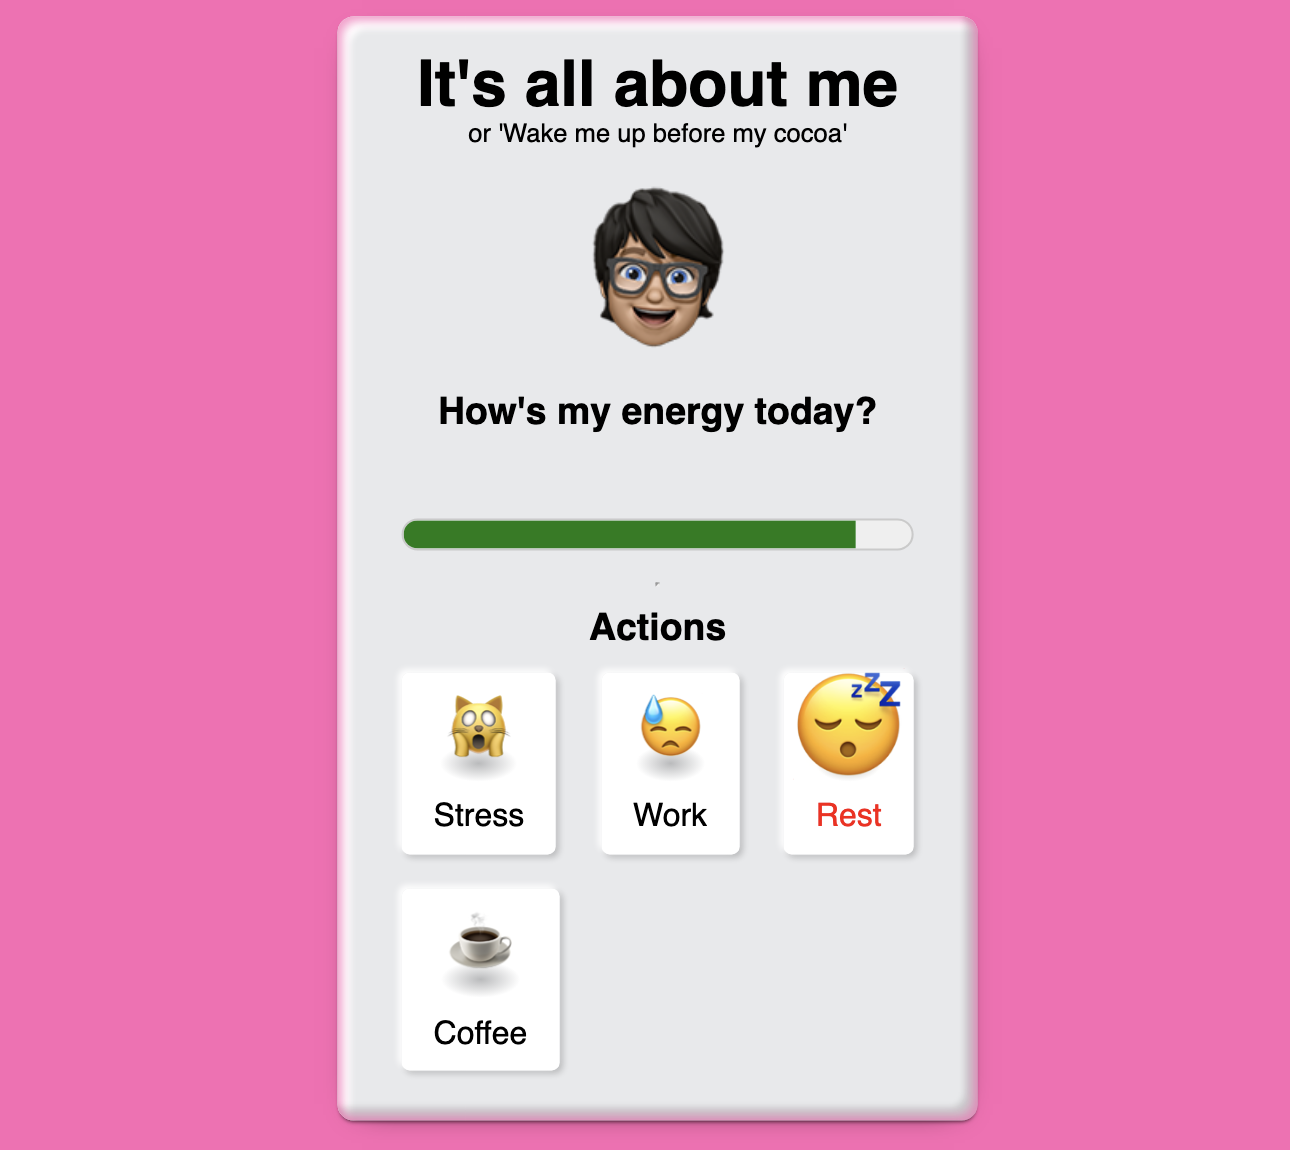 It's all about me
or 'Wake me up before my cocoa'
How's my energy today?
Actions
zzz
Stress
Work
Rest
Coffee